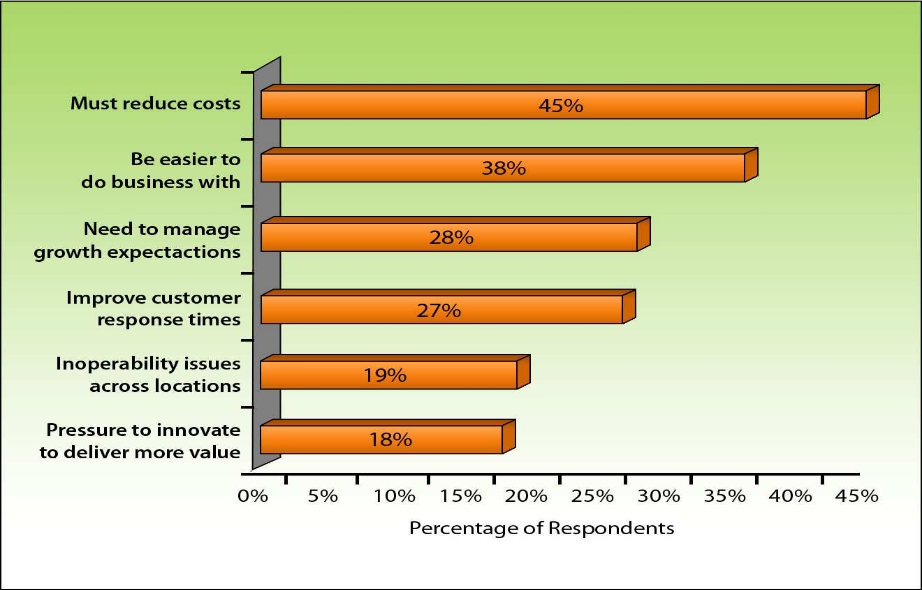 Must reduce costs
45%
Be easier to
do business with
38%
Need to manage
growth expectactions
28%
Improve customer
response times
27%
Inoperability issues
across locations
19%
Pressure to innovate
to deliver more value
18%
0% 5% 10% 15% 20% 25% 30% 35% 40% 45%
Percentage of Respondents